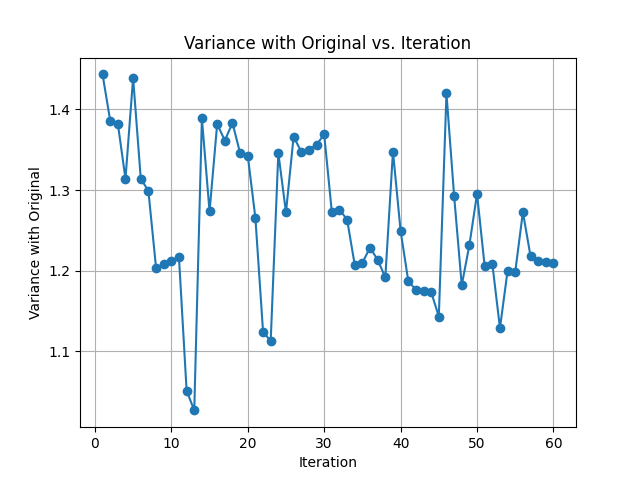 Variance with Original vs. Iteration
1.4
1.3
1.2
1.1
Variance with Original
0 10 20 30 40 50 60
Iteration